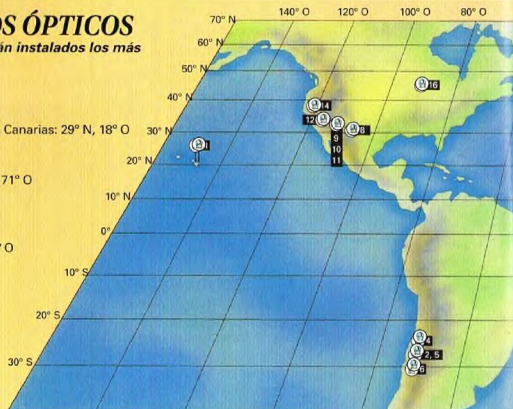 OS ÓPTICOS
án instalados los más
Canarias: 29° N, 18° O
71° O
° O
140° O 120° O 100° O 80° O
70° N
60° N
50° N
40° N
30° N
20° N
10° N
0°
10° S
20° S
30° S
16
14
12
8
9
10
11
1
4
2, 5
6